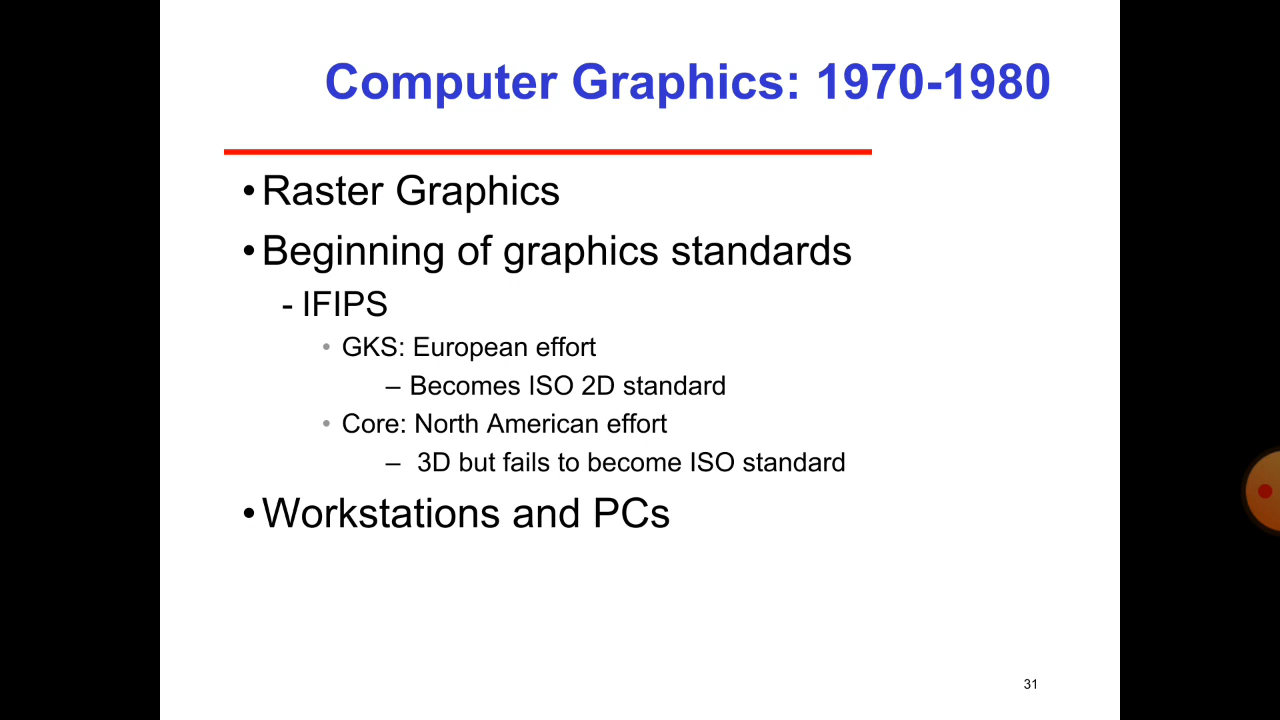 Computer Graphics: 1970-1980
•Raster Graphics
•Beginning of graphics standards
- IFIPS
• GKS: European effort
– Becomes ISO 2D standard
• Core: North American effort
– 3D but fails to become ISO standard
•Workstations and PCs
31